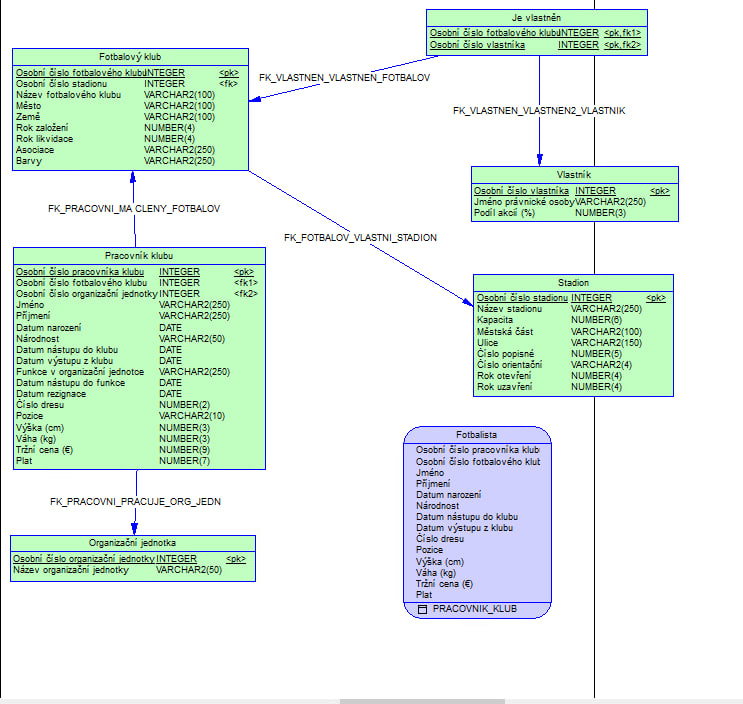 Je vlastněn
Osobní číslo fotbalového klubu INTEGER <pk,fk1>
Osobní číslo vlastníka INTEGER <pk,fk2>
Fotbalový klub
Osobní číslo fotbalového klubu INTEGER <pk>
Osobní číslo stadionu INTEGER <fk>
Název fotbalového klubu VARCHAR2(100)
Město VARCHAR2(100)
Země VARCHAR2(100)
Rok založení NUMBER(4)
Rok likvidace NUMBER(4)
Asociace VARCHAR2(250)
Barvy VARCHAR2(250)
FK_VLASTNEN_VLASTNEN_FOTBALOV
FK_VLASTNEN_VLASTNEN2_VLASTNIK
Vlastník
Osobní číslo vlastníka INTEGER <pk>
Jméno právnické osoby VARCHAR2(250)
Podíl akcií (%) NUMBER(3)
FK_PRACOVNI_MA CLENY_FOTBALOV
FK_FOTBALOV_VLASTNI_STADION
Pracovník klubu
Osobní číslo pracovníka klubu INTEGER <pk>
Osobní číslo fotbalového klubu INTEGER <fk1>
Osobní číslo organizační jednotky INTEGER <fk2>
Jméno VARCHAR2(250)
Příjmení VARCHAR2(250)
Datum narození DATE
Národnost VARCHAR2(50)
Datum nástupu do klubu DATE
Datum výstupu z klubu DATE
Funkce v organizační jednotce VARCHAR2(250)
Datum nástupu do funkce DATE
Datum rezignace DATE
Číslo dresu NUMBER(2)
Pozice VARCHAR2(10)
Výška (cm) NUMBER(3)
Váha (kg) NUMBER(3)
Tržní cena (€) NUMBER(9)
Plat NUMBER(7)
Stadion
Osobní číslo stadionu INTEGER <pk>
Název stadionu VARCHAR2(250)
Kapacita NUMBER(6)
Městská část VARCHAR2(100)
Ulice VARCHAR2(150)
Číslo popisné NUMBER(5)
Číslo orientační VARCHAR2(4)
Rok otevření NUMBER(4)
Rok uzavření NUMBER(4)
FK_PRACOVNI_PRACUJE_ORG_JEDN
Organizační jednotka
Osobní číslo organizační jednotky INTEGER <pk>
Název organizační jednotky VARCHAR2(50)
Fotbalista
Osobní číslo pracovníka klub
Osobní číslo fotbalového klut
Jméno
Příjmení
Datum narození
Národnost
Datum nástupu do klubu
Datum výstupu z klubu
Číslo dresu
Pozice
Výška (cm)
Váha (kg)
Tržní cena (€)
Plat
PRACOVNIK_KLUB